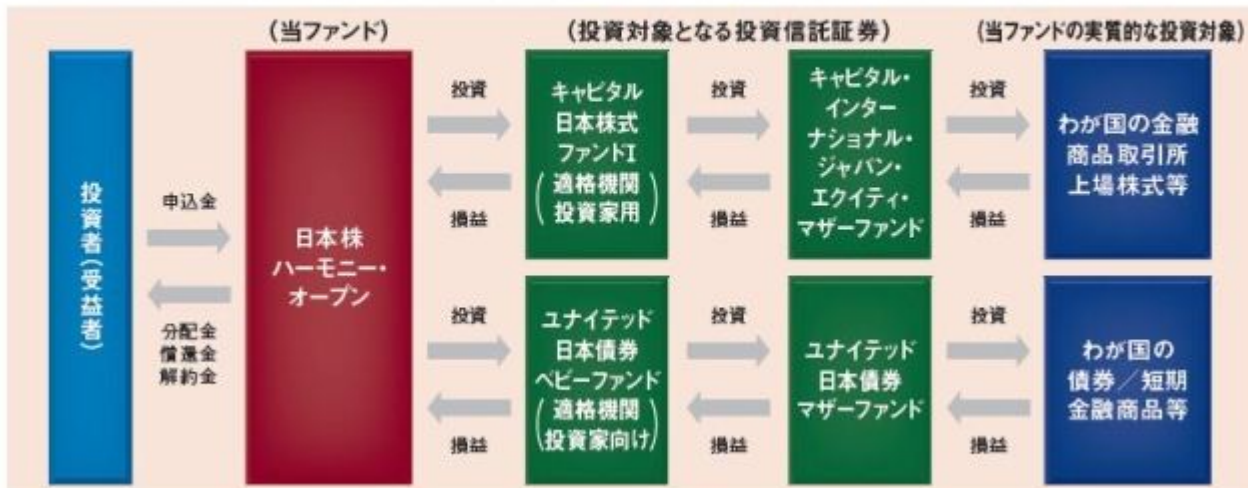 (当ファンド)
(投資対象となる投資信託証券)
(当ファンドの実質的な投資対象)
投資者(受益者)
申込金
分配金
償還金
解約金
日本株
ハーモニー・
オープン
投資
損益
キャピタル
日本株式
ファンドI
(適格機関
投資家用)
投資
損益
キャピタル・
インター
ナショナル・
ジャパン・
エクイティ・
マザーファンド
投資
損益
わが国の金融
商品取引所
上場株式等
投資
損益
ユナイテッド
日本債券
ベビーファンド
(適格機関
投資家向け)
投資
損益
ユナイテッド
日本債券
マザーファンド
投資
損益
わが国の
債券/短期
金融商品等